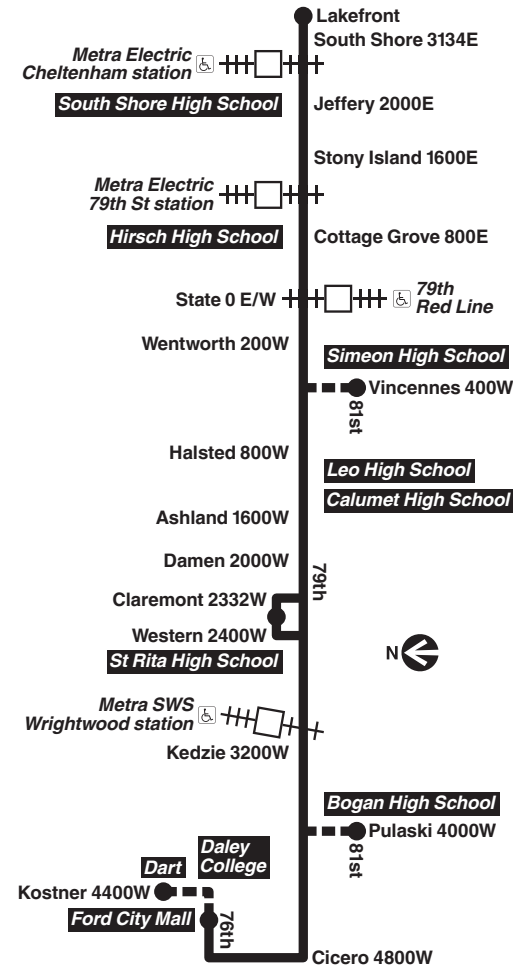 Lakefront
South Shore 3134E
Metra Electric
Cheltenham station
South Shore High School
Jeffery 2000E
Stony Island 1600E
Metra Electric
79th St station
Hirsch High School
Cottage Grove 800E
State 0 E/W
79th
Red Line
Wentworth 200W
Simeon High School
Vincennes 400W
81st
Halsted 800W
Leo High School
Calumet High School
Ashland 1600W
Damen 2000W
79th
Claremont 2332W
Western 2400W
St Rita High School
N
Metra SWS
Wrightwood station
Kedzie 3200W
Bogan High School
Pulaski 4000W
81st
Daley
College
Dart
Kostner 4400W
Ford City Mall
76th
Cicero 4800W